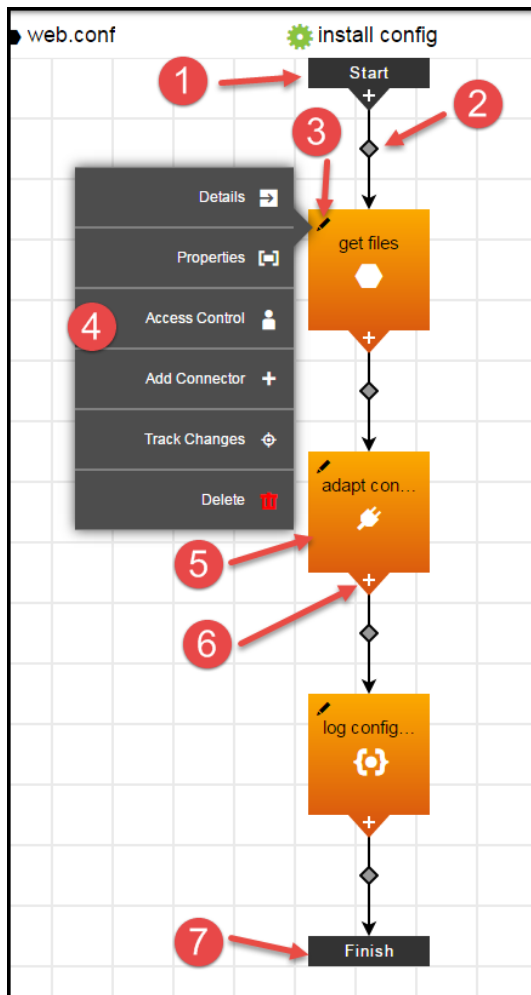 web.conf
install config
1
Start
2
3
Details
get files
Properties
4
Access Control
Add Connector
Track Changes
adapt con...
Delete
5
6
log config...
7
Finish